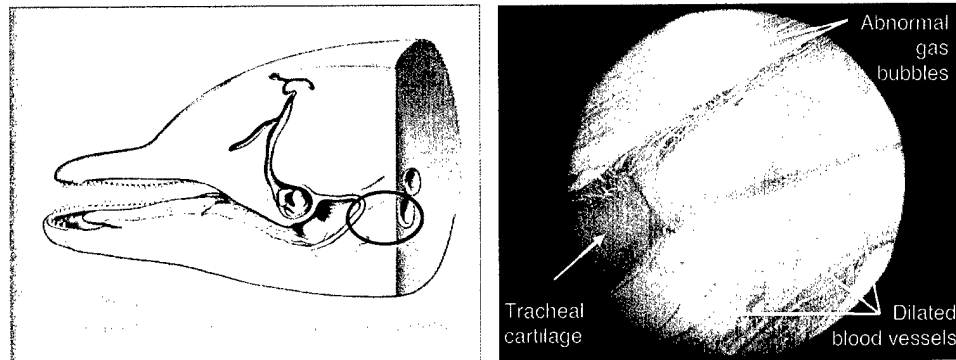 Abnormal
gas
bubbles
Tracheal
cartilage
Dilated
blood vessels